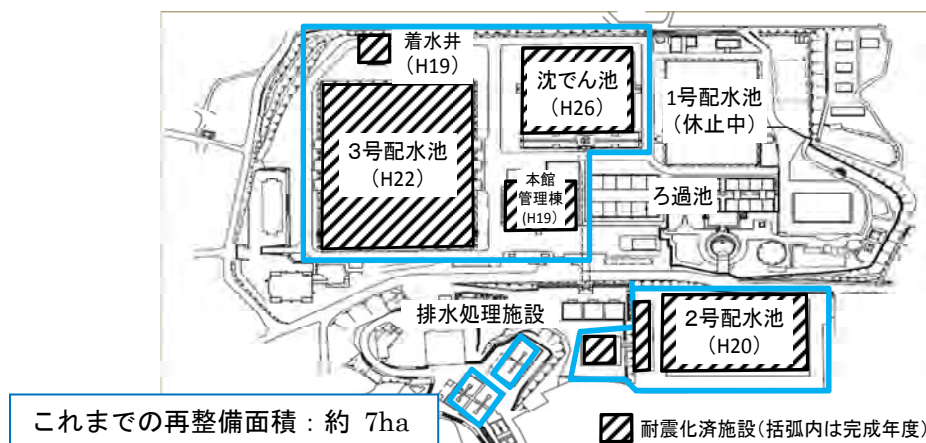 着水井
（H19）
沈でん池
（H26）
1号配水池
（休止中）
3号配水池
（H22）
本館
管理棟
（H19）
ろ過池
排水処理施設
2号配水池
（H20）
これまでの再整備面積：約 7ha
耐震化済施設(括弧内は完成年度)